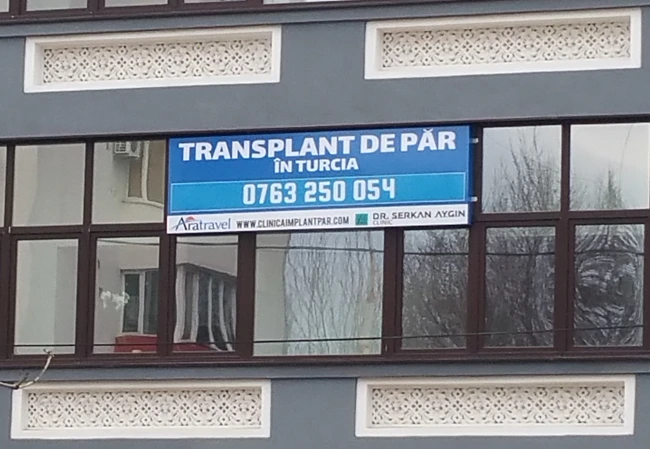 TRANSPLANT DE PĂR
ÎN TURCIA
0763 250 054
Aratravel WWW.CLINICAIMPLANTPAR.COM DR. SERKAN AYGIN
CLINIC